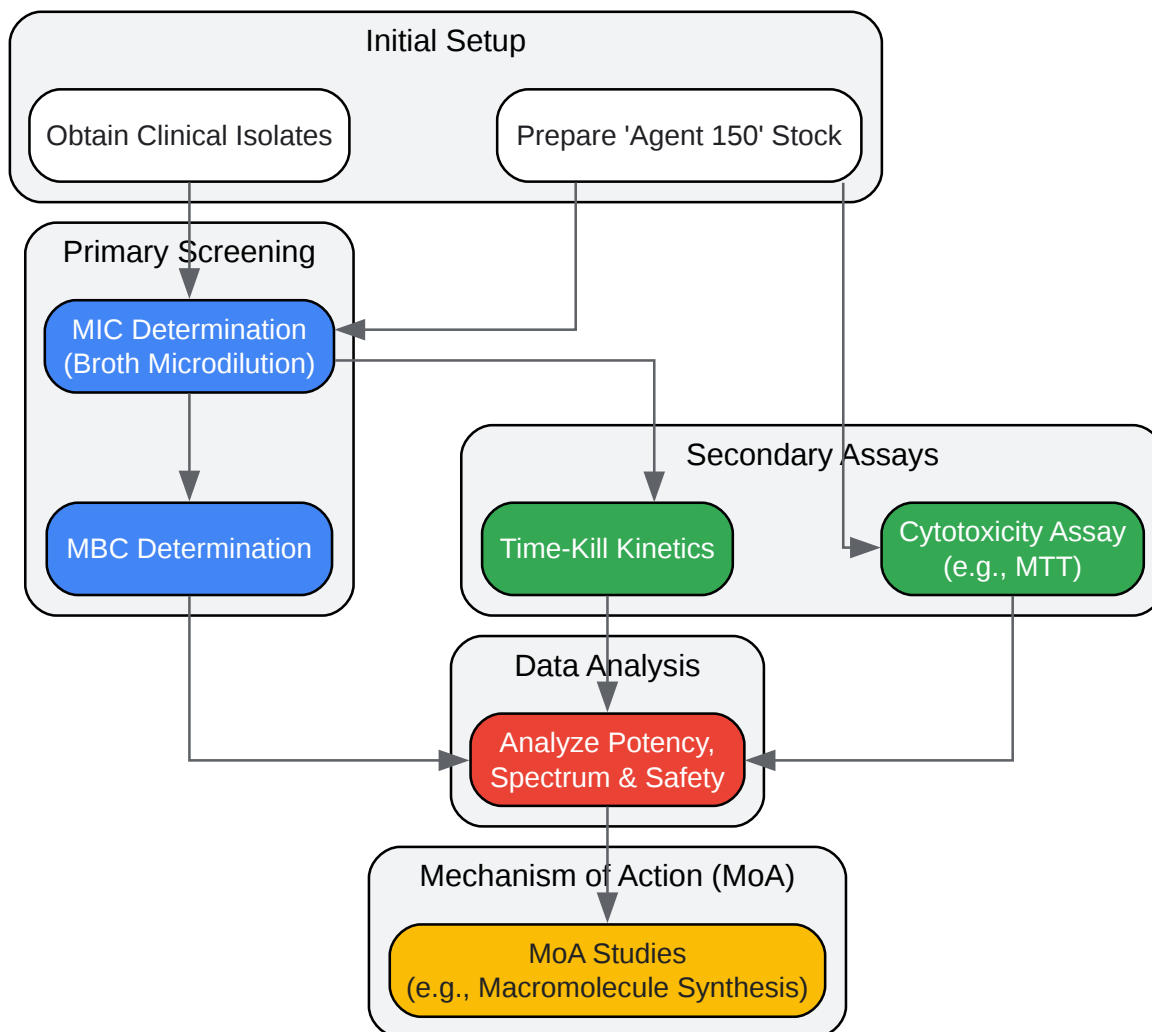 Initial Setup
Obtain Clinical Isolates
Prepare 'Agent 150' Stock
Primary Screening
MIC Determination
(Broth Microdilution)
MBC Determination
Secondary Assays
Time-Kill Kinetics
Cytotoxicity Assay
(e.g., MTT)
Data Analysis
Analyze Potency,
Spectrum & Safety
Mechanism of Action (MoA)
MoA Studies
(e.g., Macromolecule Synthesis)